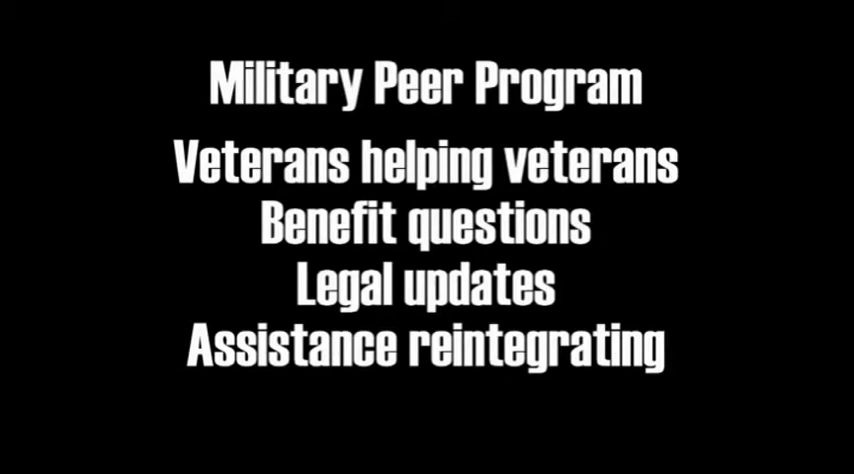 Military Peer Program
Veterans helping veterans
Benefit questions
Legal updates
Assistance reintegrating